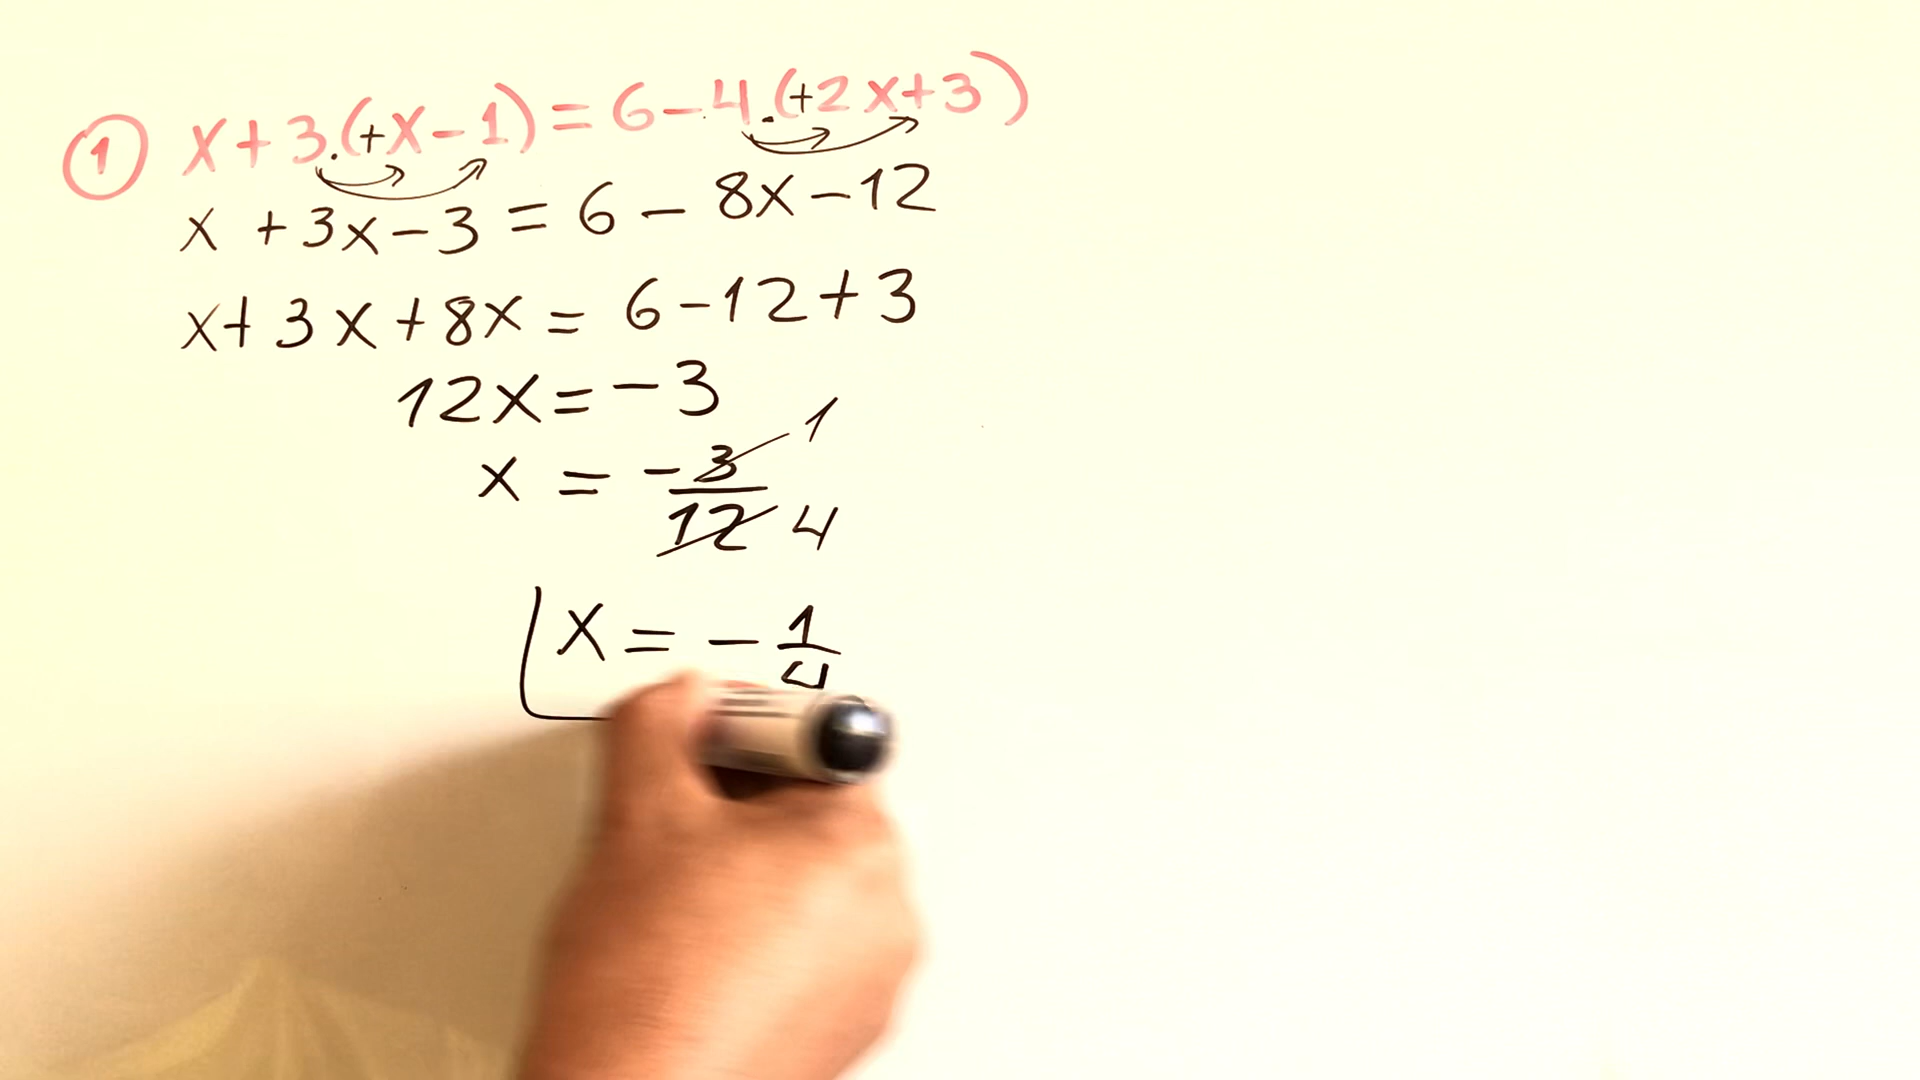 ① x+3.(+x-1)=6-4.(+2x+3)
x +3x-3=6-8x-12
x+3x+8x=6-12+3
12x=-3
x = -3/12 1 4
x = -1/4